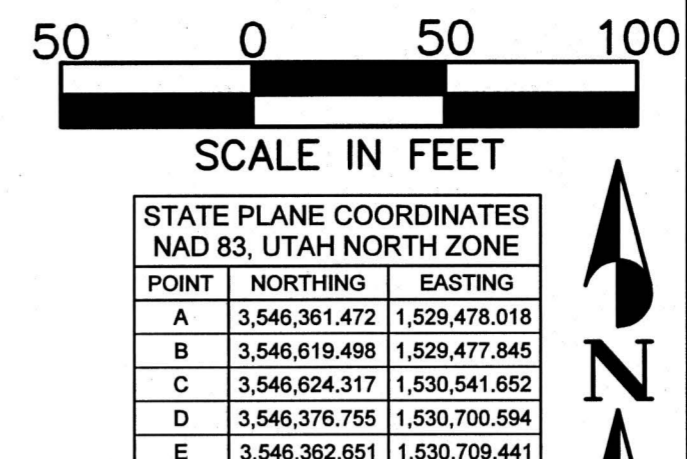 50 0 50 100
SCALE IN FEET
STATE PLANE COORDINATES
NAD 83, UTAH NORTH ZONE
POINT NORTHING EASTING
A 3,546,361.472 1,529,478.018
B 3,546,619.498 1,529,477.845
C 3,546,624.317 1,530,541.652
D 3,546,376.755 1,530,700.594
E 3,546,362.651 1,530,709.441
N